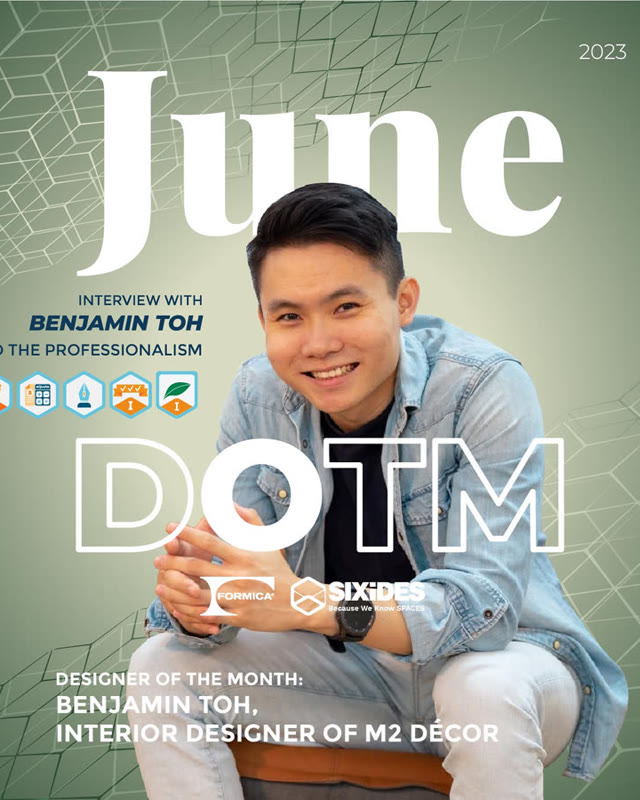 2023
June
INTERVIEW WITH
BENJAMIN TOH
THE PROFESSIONALISM
DOTM
FORMICA®
SIXiDES
Because We Know SPACES
DESIGNER OF THE MONTH:
BENJAMIN TOH,
INTERIOR DESIGNER OF M2 DÉCOR